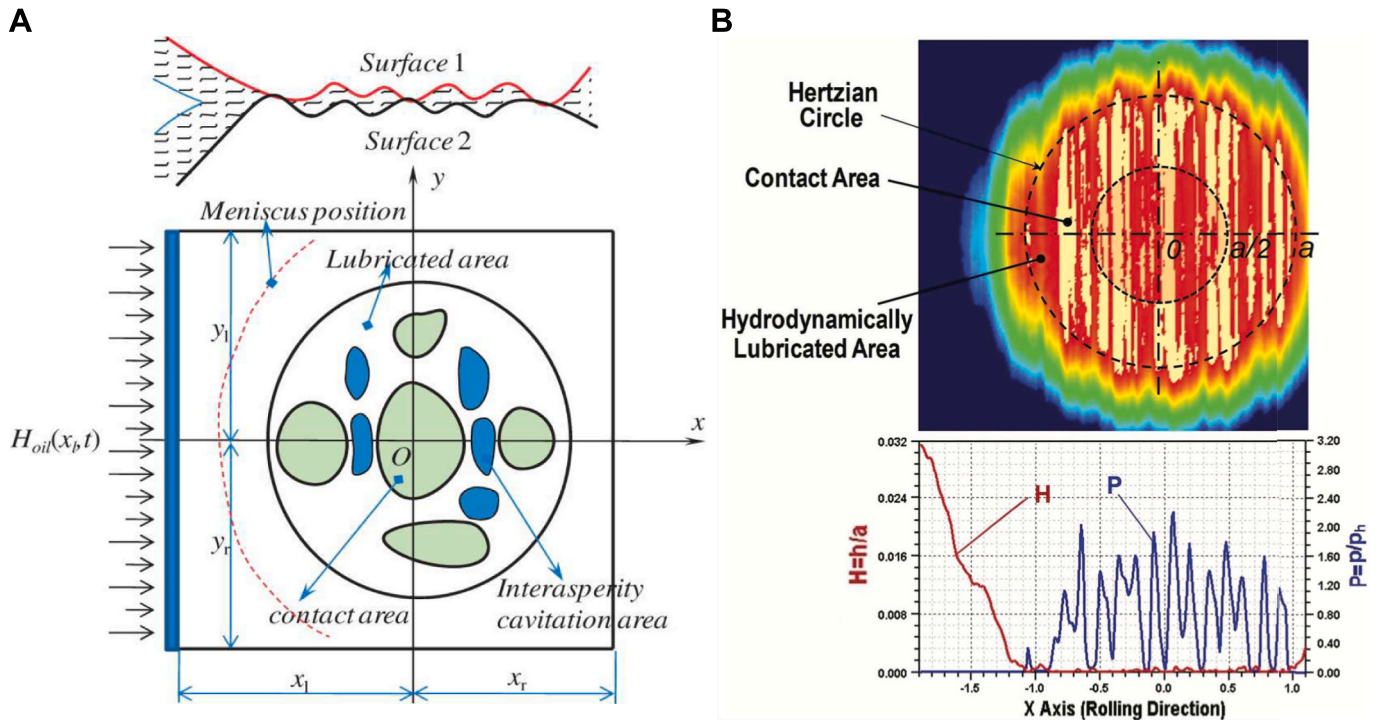 A
Surface 1
Surface 2
y
Meniscus position
Lubricated area
y_l
H_oil(x_l,t)
x
O
y_r
contact area
Interasperity
cavitation area
x_l
x_r
B
Hertzian
Circle
Contact Area
0
a/2
a
Hydrodynamically
Lubricated Area
0.032
0.024
0.016
0.008
0.000
H=h/a
H
P
3.20
2.80
2.40
2.00
1.60
1.20
0.80
0.40
0.00
P=p/p_h
-1.5
-1.0
-0.5
0.0
0.5
1.0
X Axis (Rolling Direction)